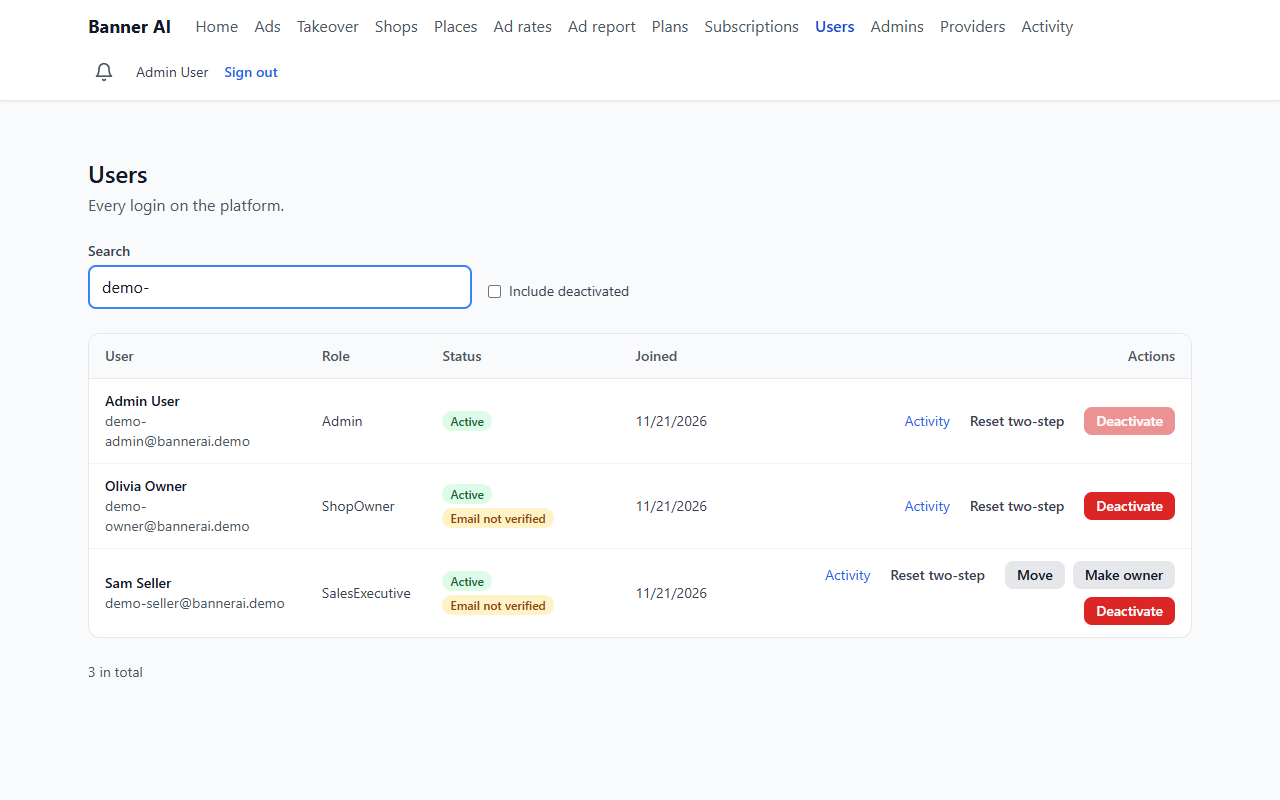 Banner AI Home Ads Takeover Shops Places Ad rates Ad report Plans Subscriptions Users Admins Providers Activity
Admin User Sign out
Users
Every login on the platform.
Search
demo-
Include deactivated
User Role Status Joined Actions
Admin User
demo-
admin@bannerai.demo
Admin
Active
11/21/2026
Activity Reset two-step Deactivate
Olivia Owner
demo-
owner@bannerai.demo
ShopOwner
Active
Email not verified
11/21/2026
Activity Reset two-step Deactivate
Sam Seller
demo-seller@bannerai.demo
SalesExecutive
Active
Email not verified
11/21/2026
Activity Reset two-step Move Make owner
Deactivate
3 in total